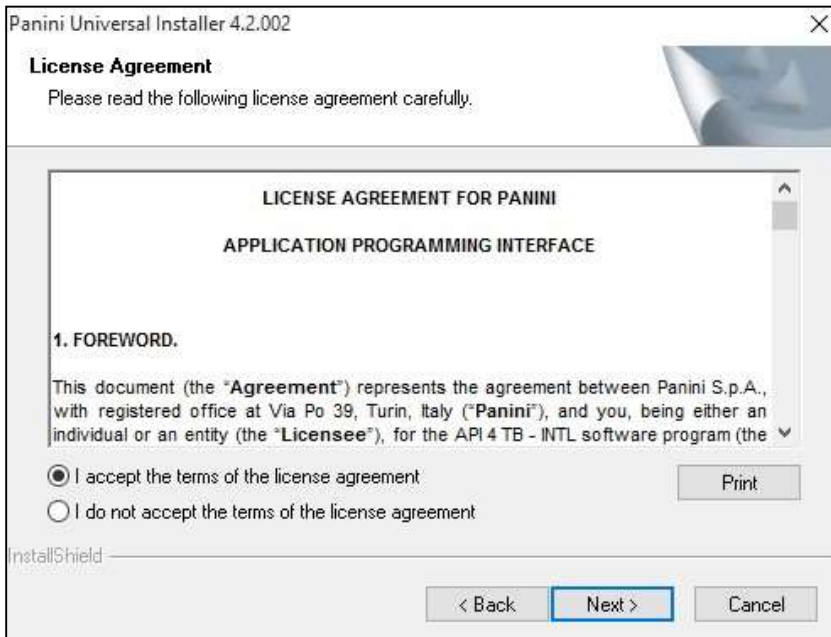 Panini Universal Installer 4.2.002
License Agreement
Please read the following license agreement carefully.
LICENSE AGREEMENT FOR PANINI
APPLICATION PROGRAMMING INTERFACE
1. FOREWORD.
This document (the “Agreement”) represents the agreement between Panini S.p.A.,
with registered office at Via Po 39, Turin, Italy (“Panini”), and you, being either an
individual or an entity (the “Licensee”), for the API 4 TB - INTL software program (the
I accept the terms of the license agreement
Print
I do not accept the terms of the license agreement
InstallShield
< Back
Next >
Cancel